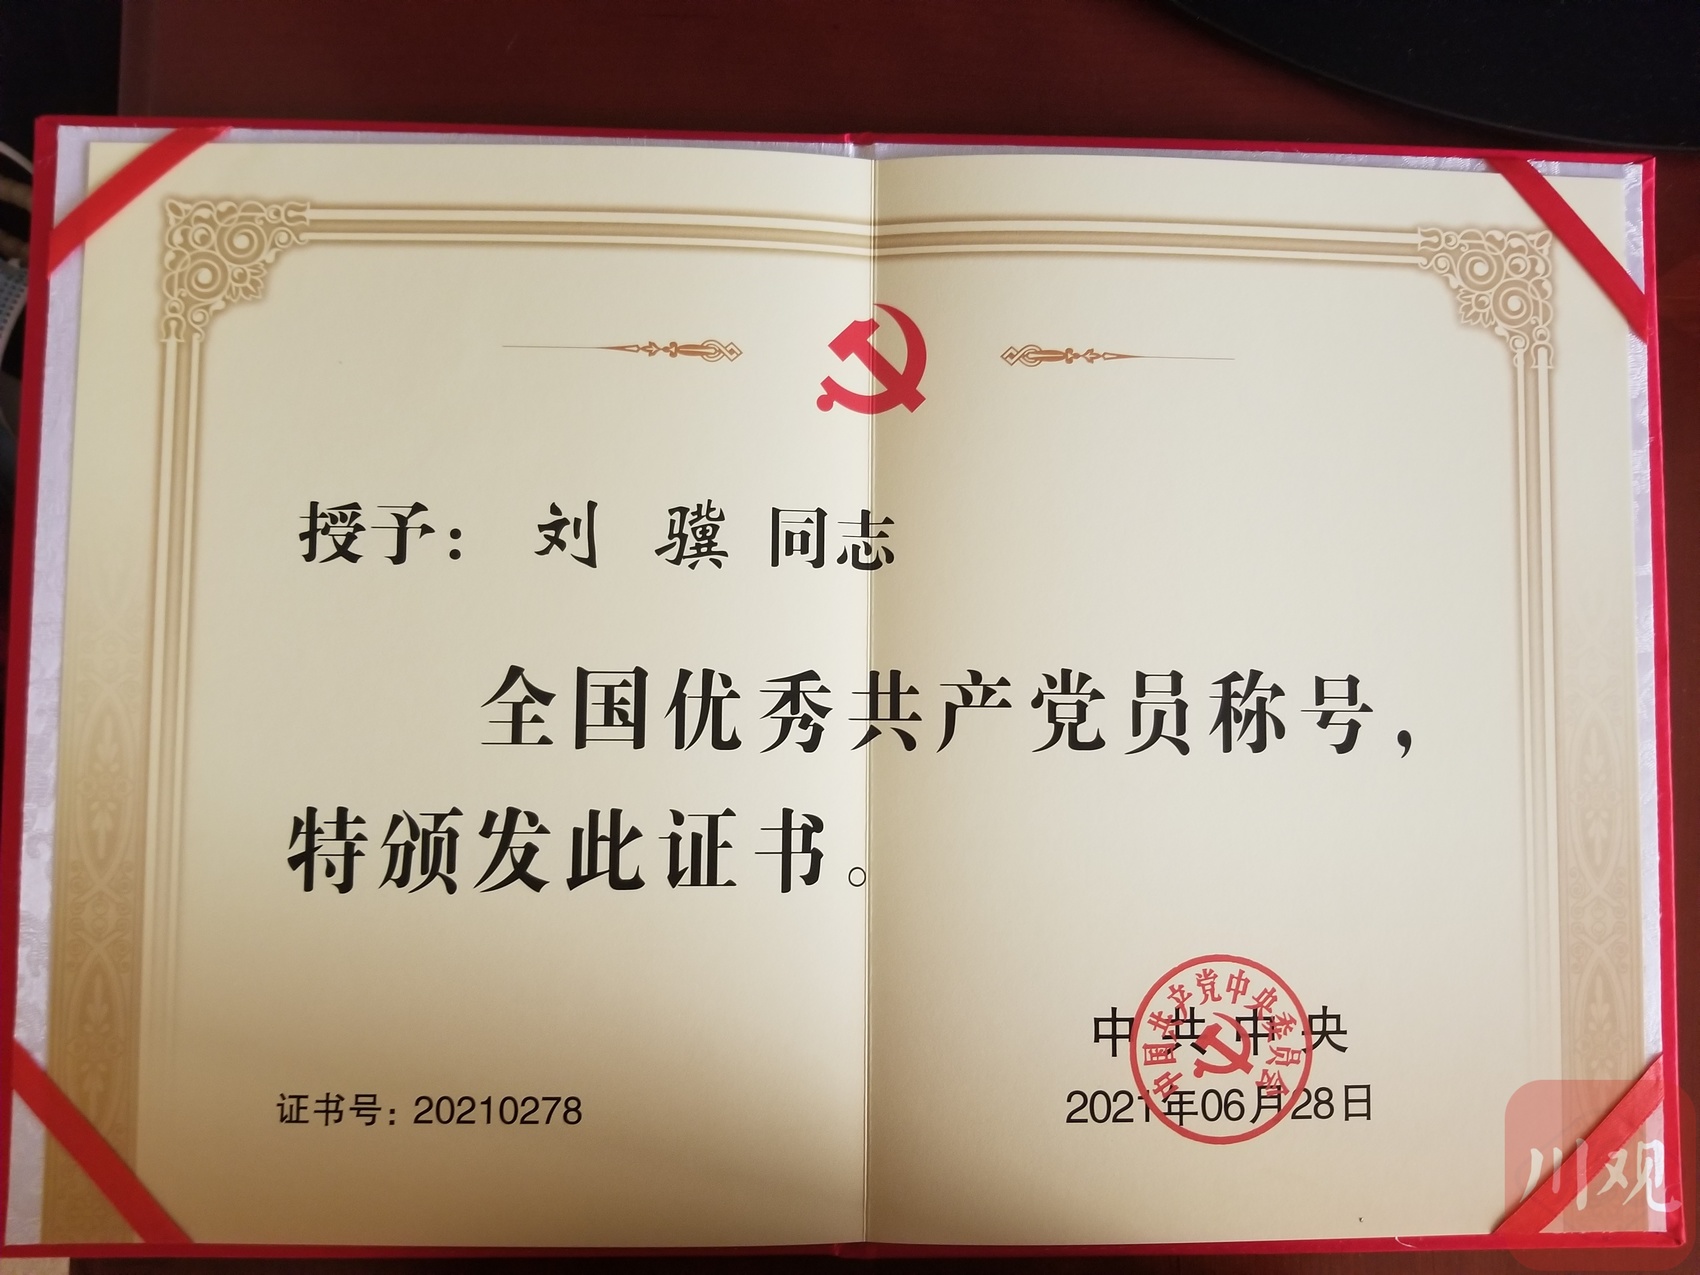 授予： 刘 骥 同志
全国优秀共产党员称号，
特颁发此证书。
中共中央
中国共产党中央委员会
证书号：20210278
2021年06月28日
川观